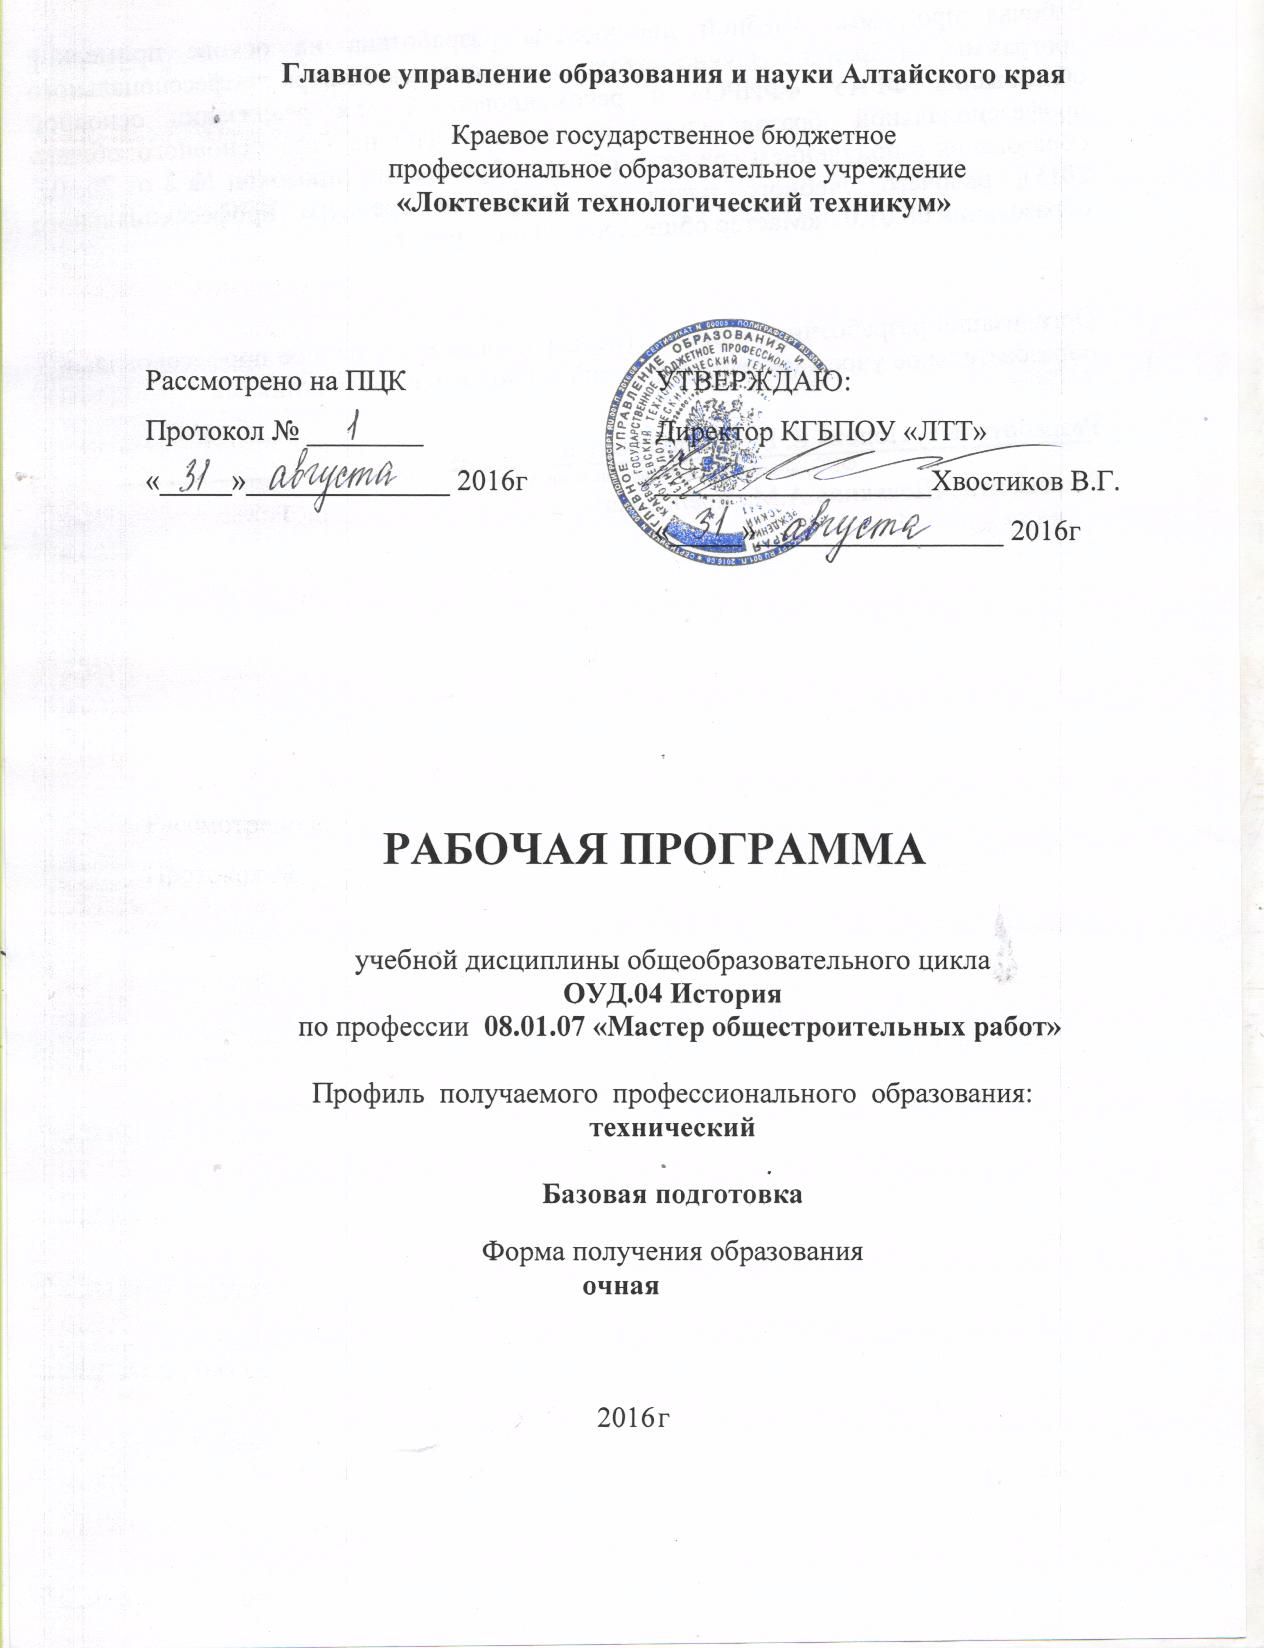 Главное управление образования и науки Алтайского края
Краевое государственное бюджетное
профессиональное образовательное учреждение
«Локтевский технологический техникум»
Рассмотрено на ПЦК
Протокол № 1
«31» августа 2016г
УТВЕРЖДАЮ:
Директор КГБПОУ «ЛТТ»
Хвостиков В.Г.
«31» августа 2016г
РАБОЧАЯ ПРОГРАММА
учебной дисциплины общеобразовательного цикла
ОУД.04 История
по профессии 08.01.07 «Мастер общестроительных работ»
Профиль получаемого профессионального образования:
технический
Базовая подготовка
Форма получения образования
очная
2016г